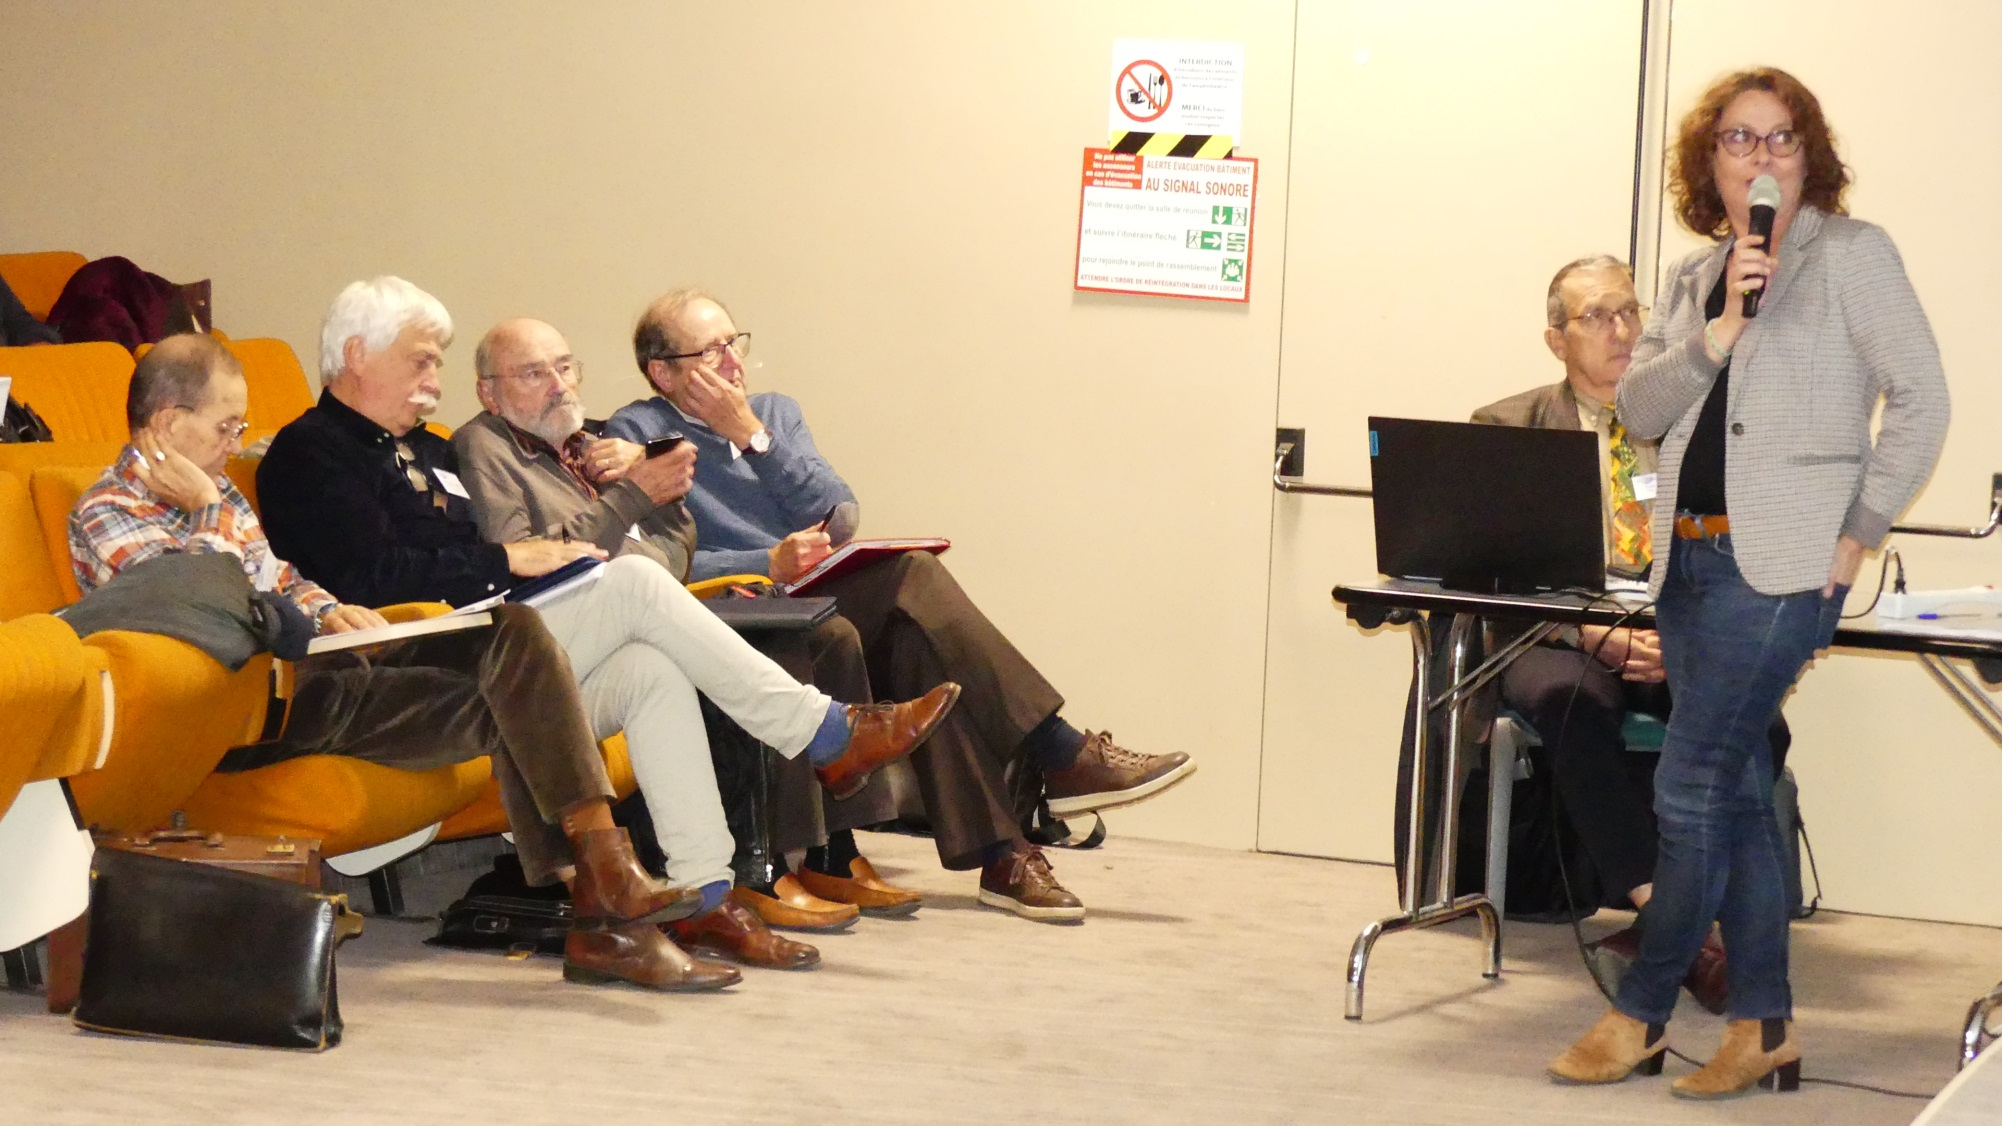 INTERDICTION
MERCI
Ne pas utiliser
les ascenseurs
en cas d'évacuation
des bâtiments
ALERTE EVACUATION BÂTIMENT
AU SIGNAL SONORE
Vous devez quitter la salle de réunion
et suivre l'itinéraire fléché
pour rejoindre le point de rassemblement
ATTENDRE L'ORDRE DE RÉINTÉGRATION DANS LES LOCAUX